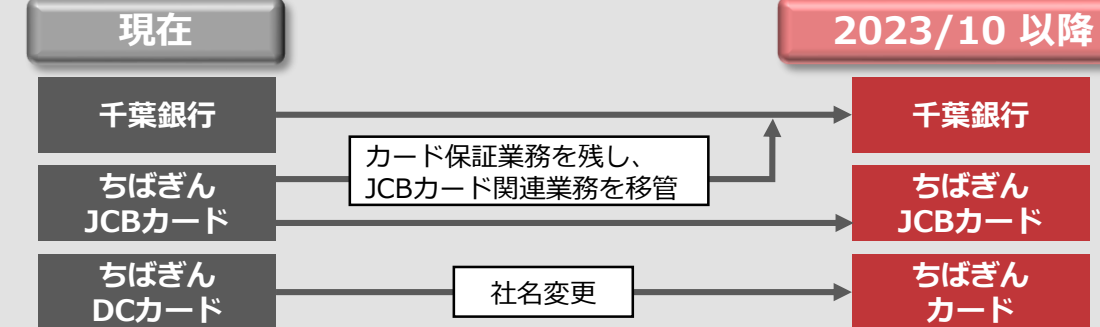 現在
2023/10 以降
千葉銀行
千葉銀行
カード保証業務を残し、
JCBカード関連業務を移管
ちばぎん
JCBカード
ちばぎん
JCBカード
ちばぎん
DCカード
社名変更
ちばぎん
カード